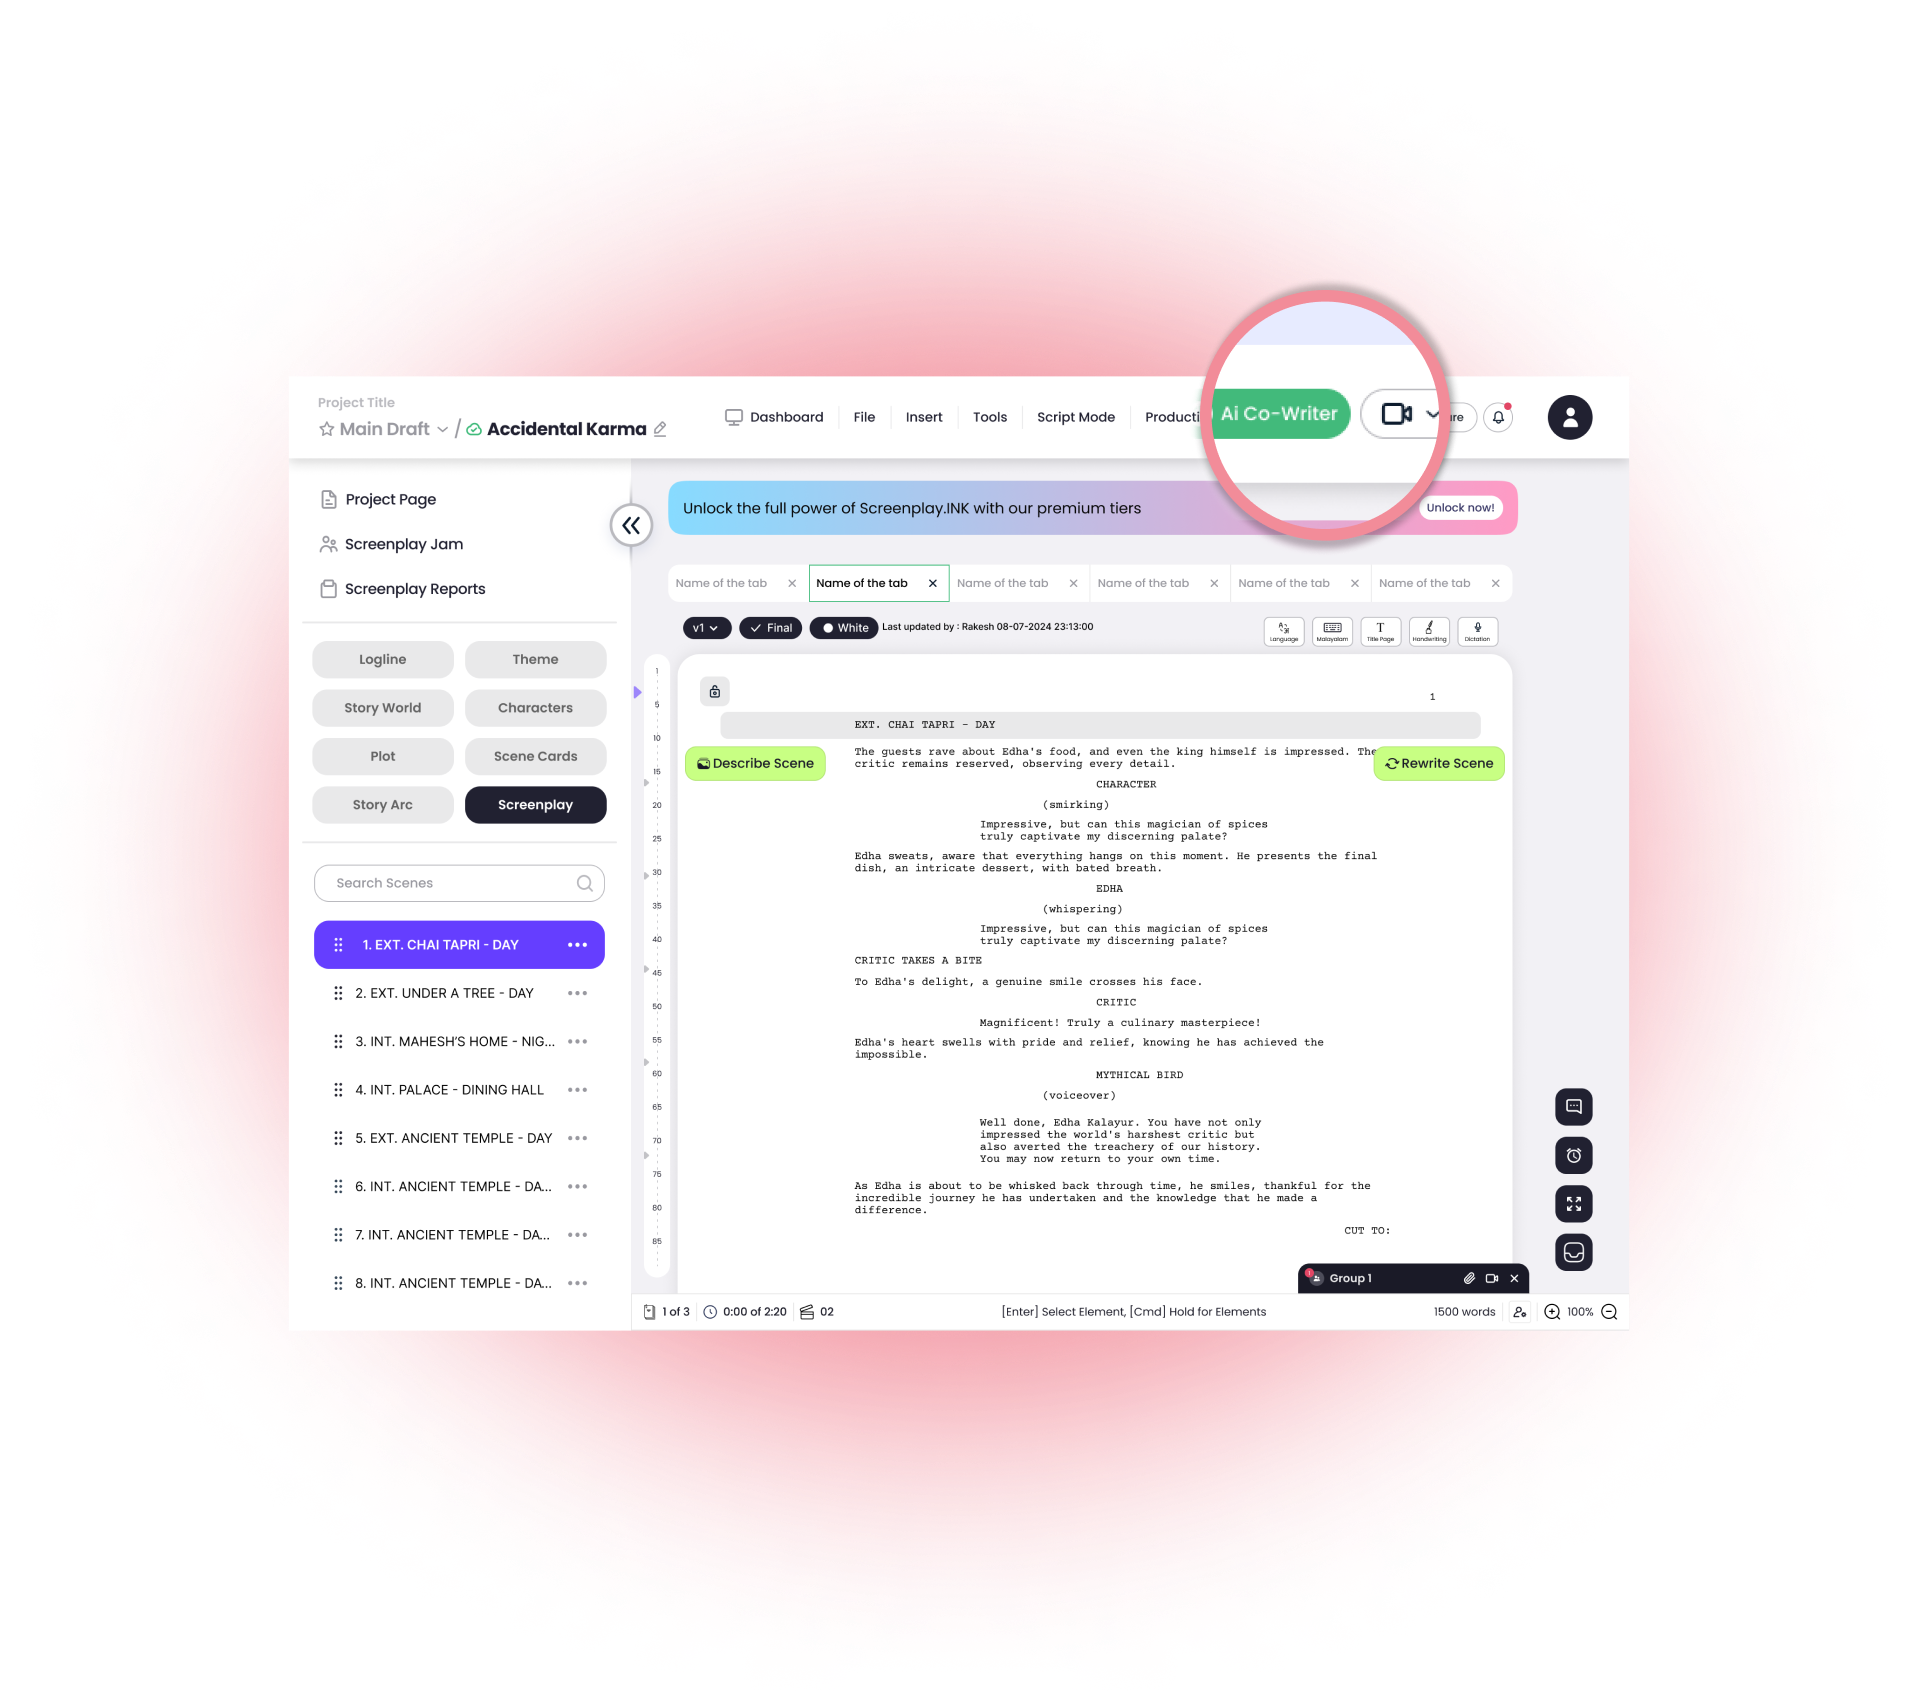 Project Title
Main Draft / Accidental Karma
Dashboard
File
Insert
Tools
Script Mode
Producti
Ai Co-Writer
re
Project Page
Screenplay Jam
Screenplay Reports
Unlock the full power of Screenplay.INK with our premium tiers
Unlock now!
Name of the tab
Name of the tab
Name of the tab
Name of the tab
Name of the tab
Name of the tab
v1
Final
White
Last updated by : Rakesh 08-07-2024 23:13:00
Language
Malayalam
Title Page
Handwriting
Dictation
Logline
Theme
Story World
Characters
Plot
Scene Cards
Story Arc
Screenplay
Search Scenes
1. EXT. CHAI TAPRI - DAY
2. EXT. UNDER A TREE - DAY
3. INT. MAHESH'S HOME - NIG...
4. INT. PALACE - DINING HALL
5. EXT. ANCIENT TEMPLE - DAY
6. INT. ANCIENT TEMPLE - DA...
7. INT. ANCIENT TEMPLE - DA...
8. INT. ANCIENT TEMPLE - DA...
1
5
10
15
20
25
30
35
40
45
50
55
60
65
70
75
80
85
1
EXT. CHAI TAPRI - DAY
Describe Scene
Rewrite Scene
The guests rave about Edha's food, and even the king himself is impressed. The
critic remains reserved, observing every detail.
CHARACTER
(smirking)
Impressive, but can this magician of spices
truly captivate my discerning palate?
Edha sweats, aware that everything hangs on this moment. He presents the final
dish, an intricate dessert, with bated breath.
EDHA
(whispering)
Impressive, but can this magician of spices
truly captivate my discerning palate?
CRITIC TAKES A BITE
To Edha's delight, a genuine smile crosses his face.
CRITIC
Magnificent! Truly a culinary masterpiece!
Edha's heart swells with pride and relief, knowing he has achieved the
impossible.
MYTHICAL BIRD
(voiceover)
Well done, Edha Kalayur. You have not only
impressed the world's harshest critic but
also averted the treachery of our history.
You may now return to your own time.
As Edha is about to be whisked back through time, he smiles, thankful for the
incredible journey he has undertaken and the knowledge that he made a
difference.
CUT TO:
Group 1
1 of 3
0:00 of 2:20
02
[Enter] Select Element, [Cmd] Hold for Elements
1500 words
100%